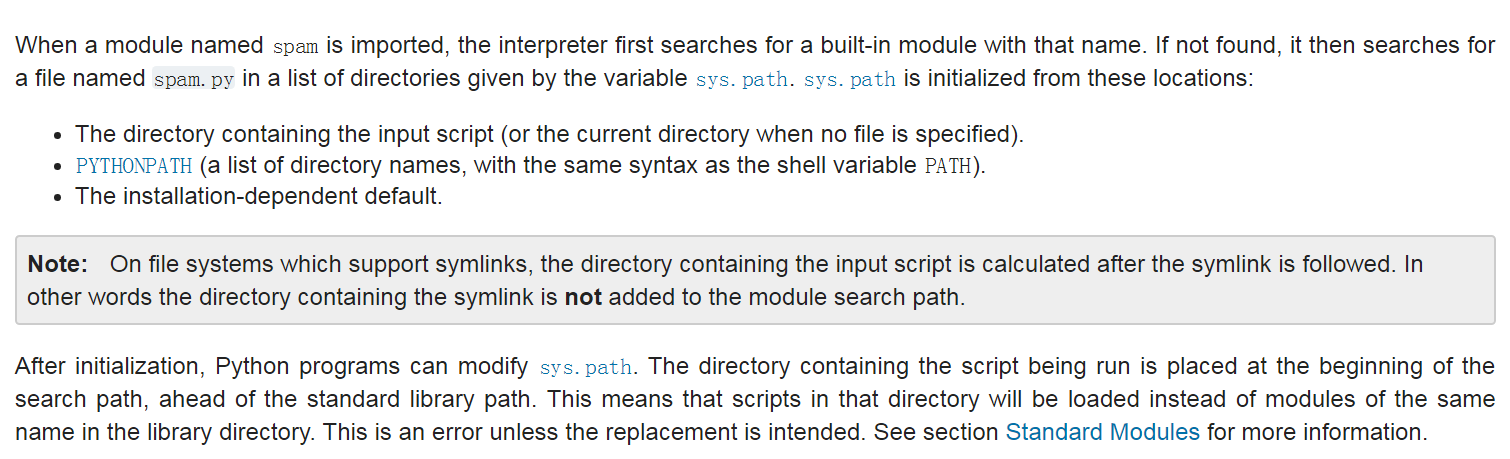 When a module named spam is imported, the interpreter first searches for a built-in module with that name. If not found, it then searches for
a file named spam.py in a list of directories given by the variable sys.path. sys.path is initialized from these locations:
• The directory containing the input script (or the current directory when no file is specified).
• PYTHONPATH (a list of directory names, with the same syntax as the shell variable PATH).
• The installation-dependent default.
Note: On file systems which support symlinks, the directory containing the input script is calculated after the symlink is followed. In
other words the directory containing the symlink is not added to the module search path.
After initialization, Python programs can modify sys.path. The directory containing the script being run is placed at the beginning of the
search path, ahead of the standard library path. This means that scripts in that directory will be loaded instead of modules of the same
name in the library directory. This is an error unless the replacement is intended. See section Standard Modules for more information.